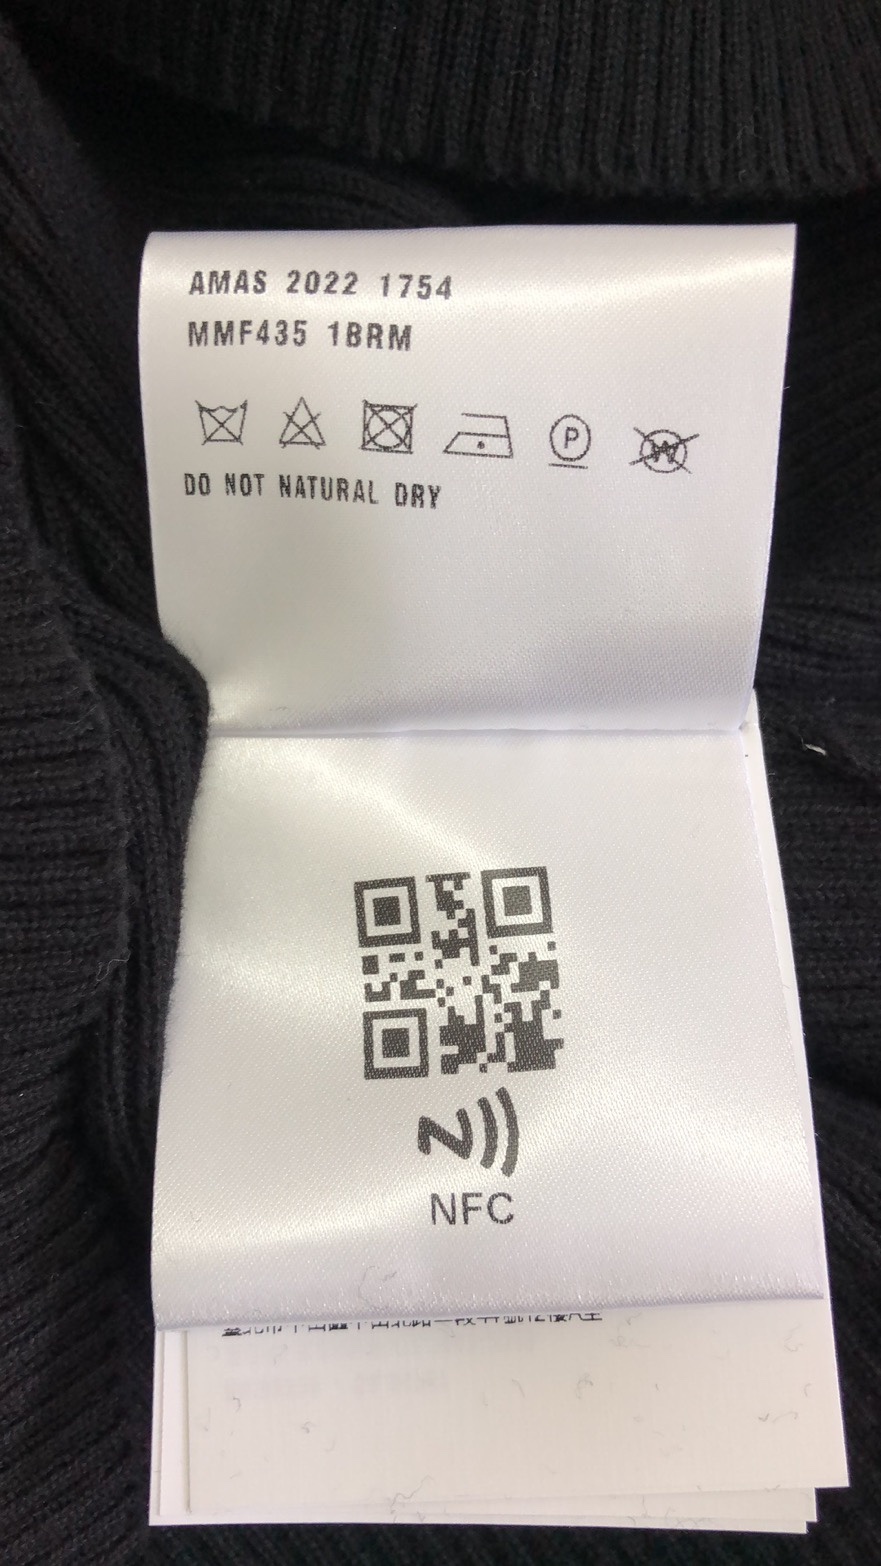 AMAS 2022 1754
MMF435 1BRM
P
W
DO NOT NATURAL DRY
N
NFC